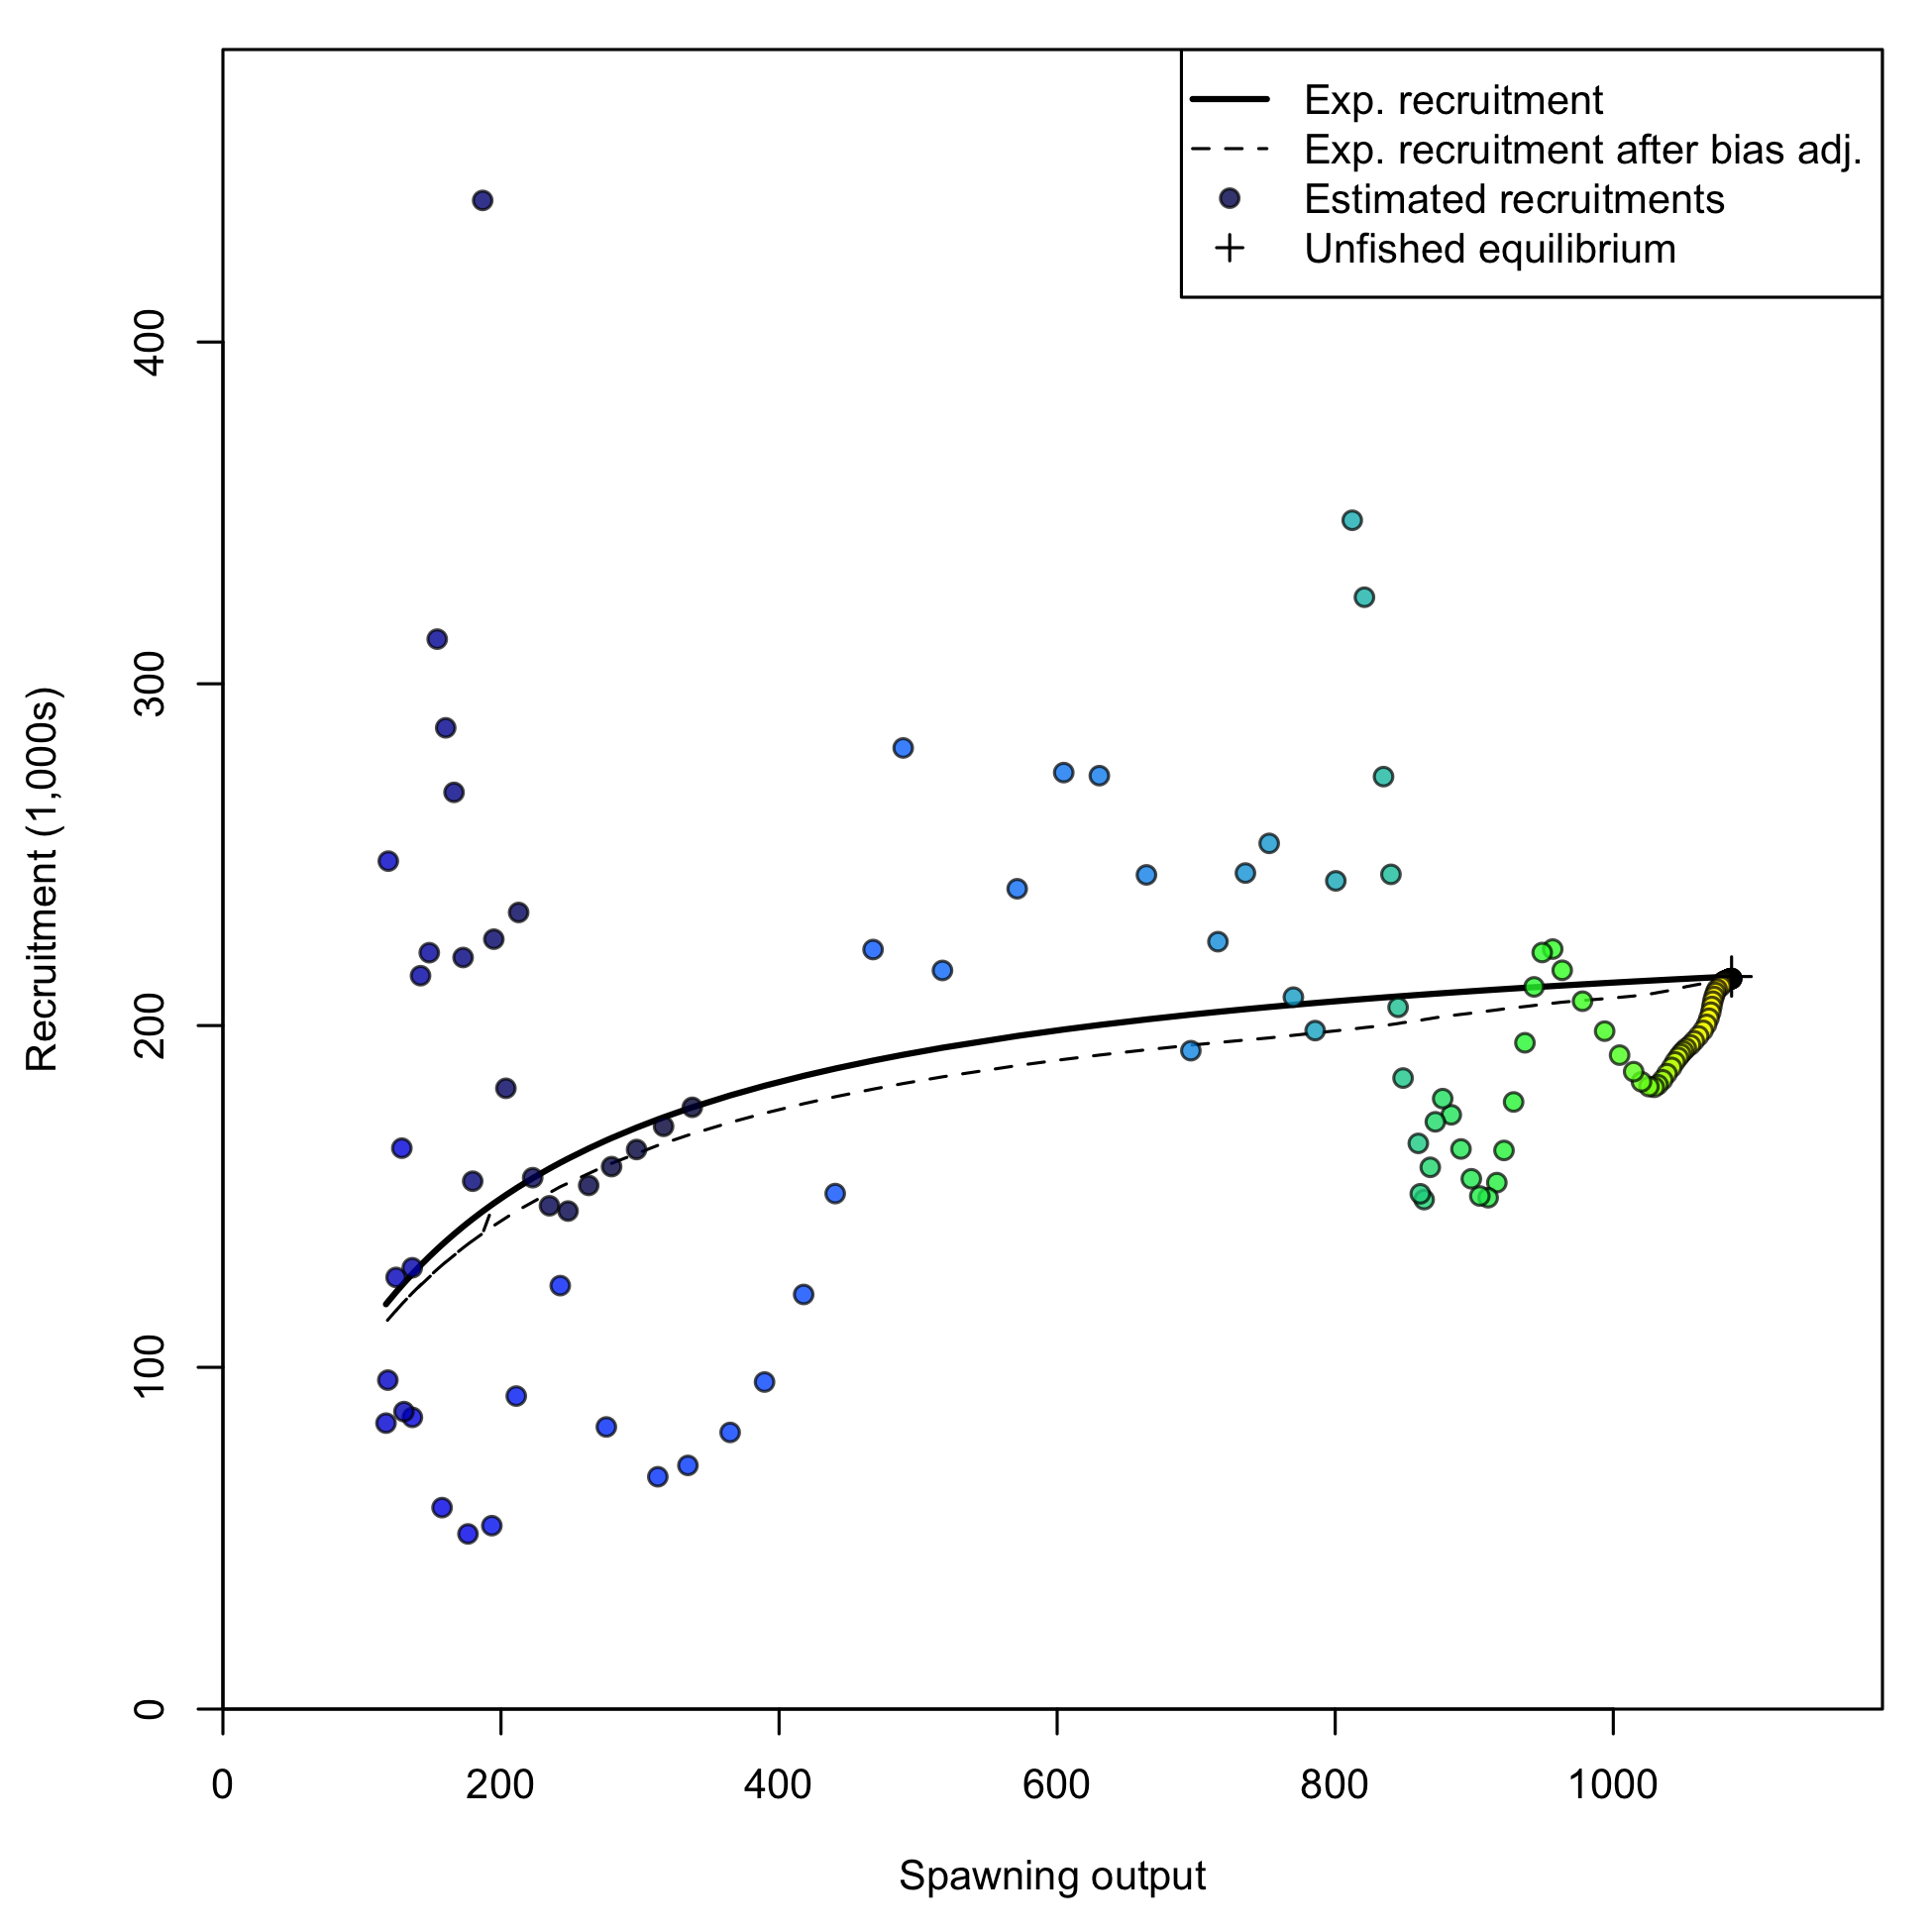 Exp. recruitment
Exp. recruitment after bias adj.
Estimated recruitments
Unfished equilibrium
Recruitment (1,000s)
400
300
200
100
0
0 200 400 600 800 1000
Spawning output